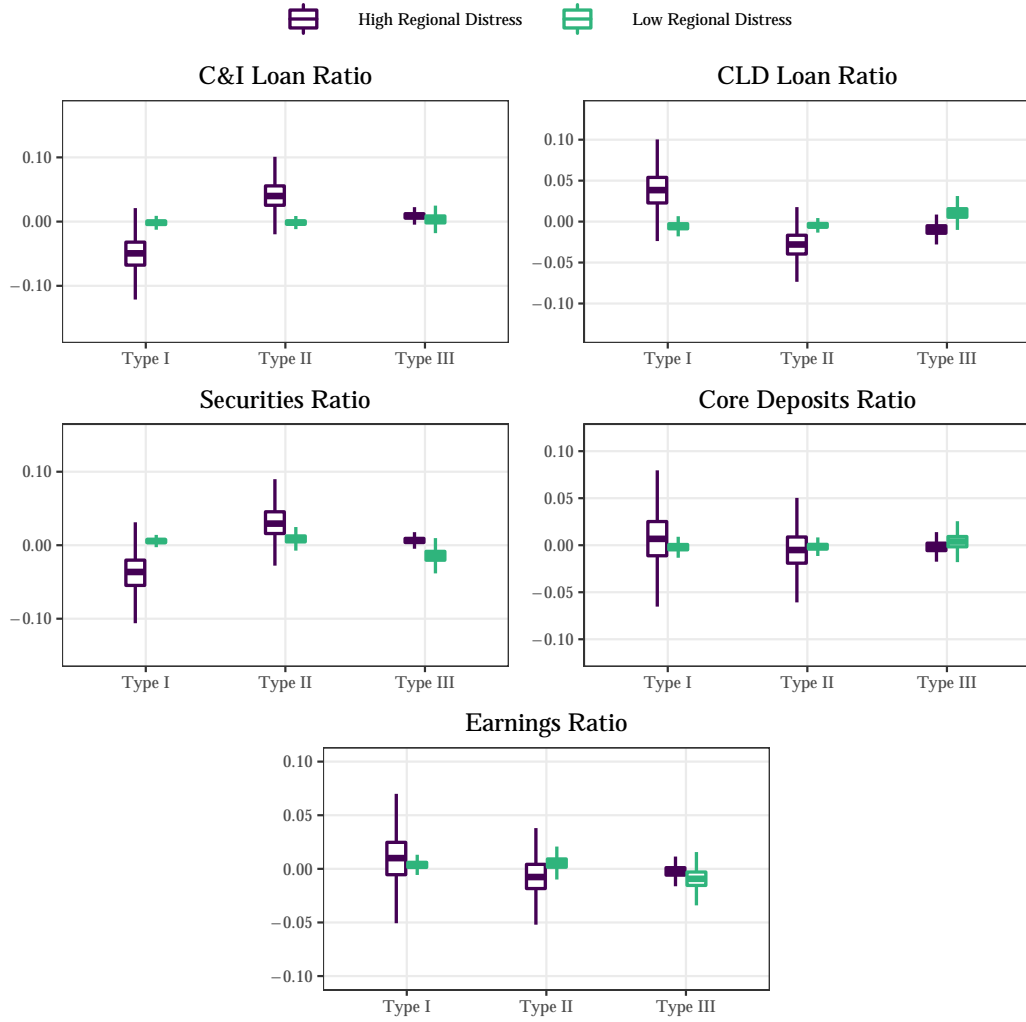 High Regional Distress Low Regional Distress
C&I Loan Ratio
0.10
0.00
−0.10
Type I Type II Type III
CLD Loan Ratio
0.10
0.05
0.00
−0.05
−0.10
Type I Type II Type III
Securities Ratio
0.10
0.00
−0.10
Type I Type II Type III
Core Deposits Ratio
0.10
0.05
0.00
−0.05
−0.10
Type I Type II Type III
Earnings Ratio
0.10
0.05
0.00
−0.05
−0.10
Type I Type II Type III